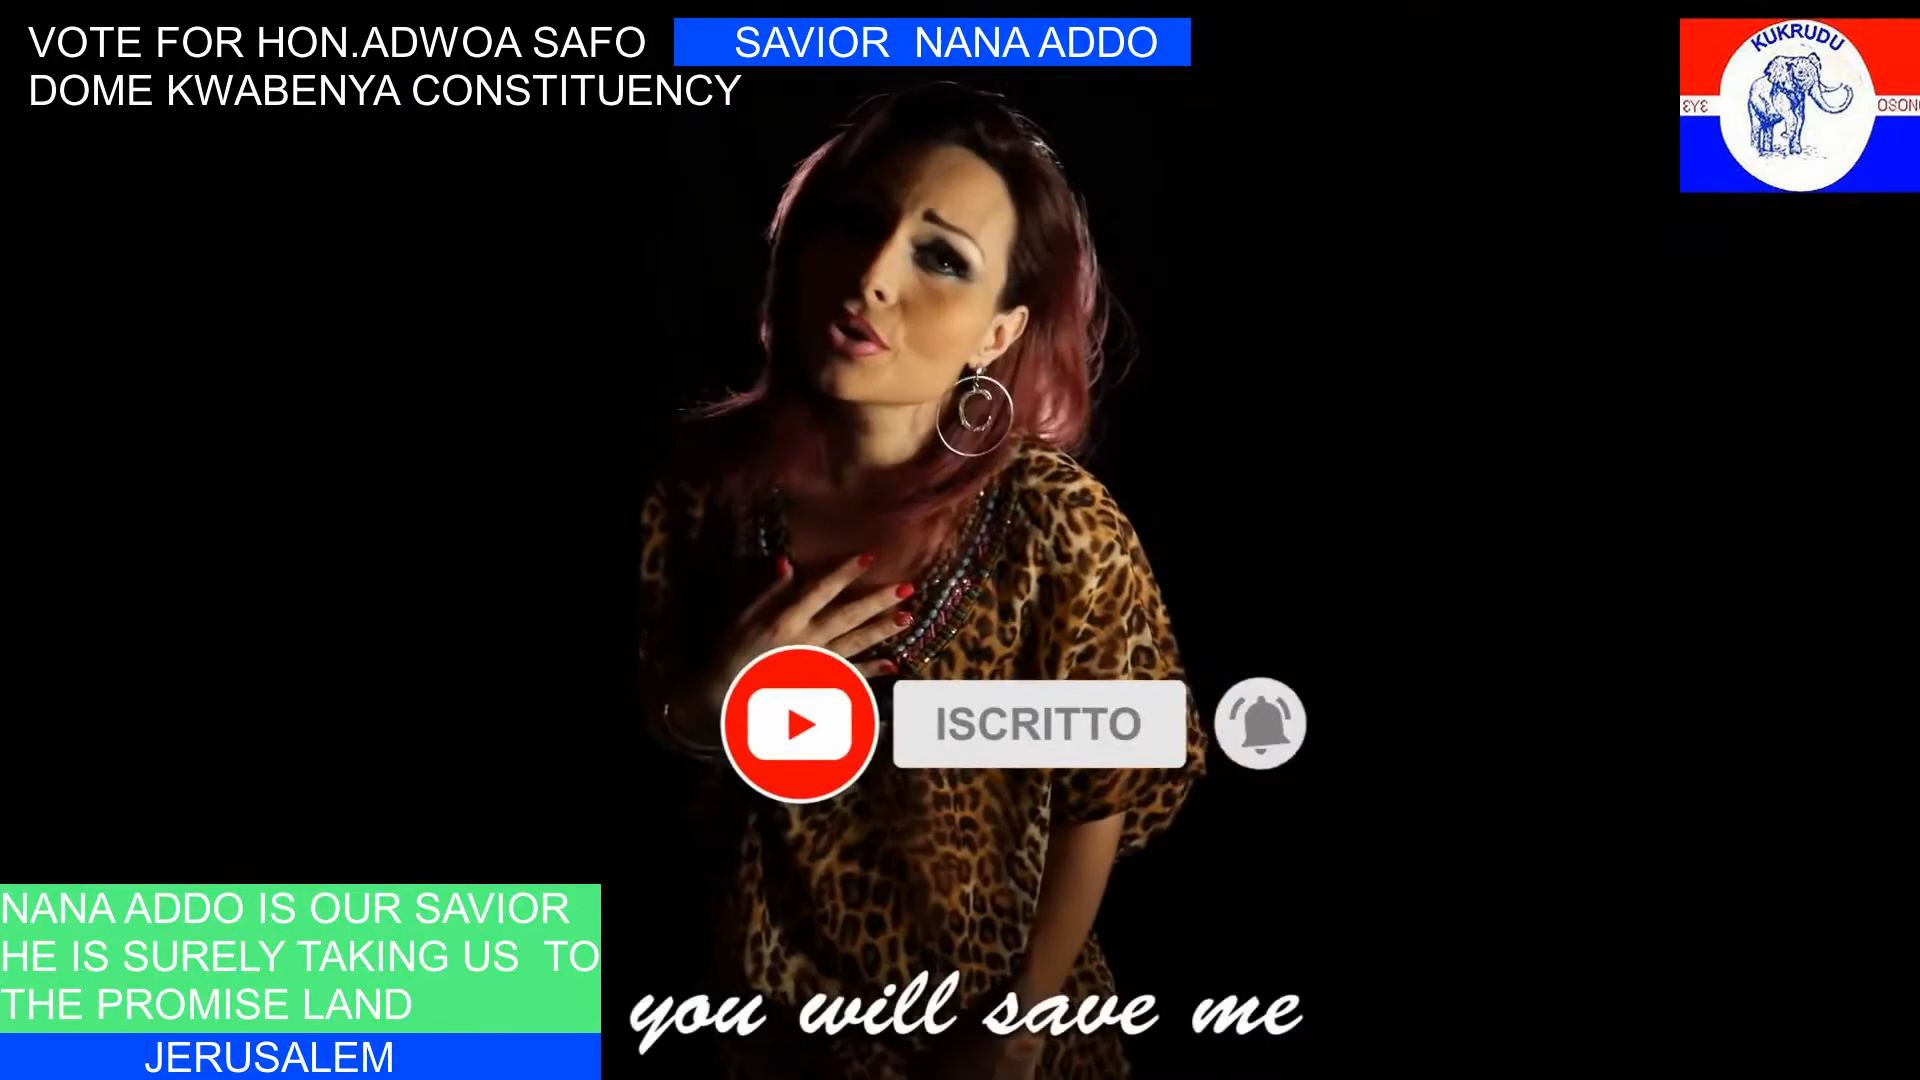 VOTE FOR HON.ADWOA SAFO
DOME KWABENYA CONSTITUENCY
SAVIOR NANA ADDO
KUKRUDU
ƐYƐ
C
ISCRITTO
NANA ADDO IS OUR SAVIOR
HE IS SURELY TAKING US TO
THE PROMISE LAND
JERUSALEM
you will save me